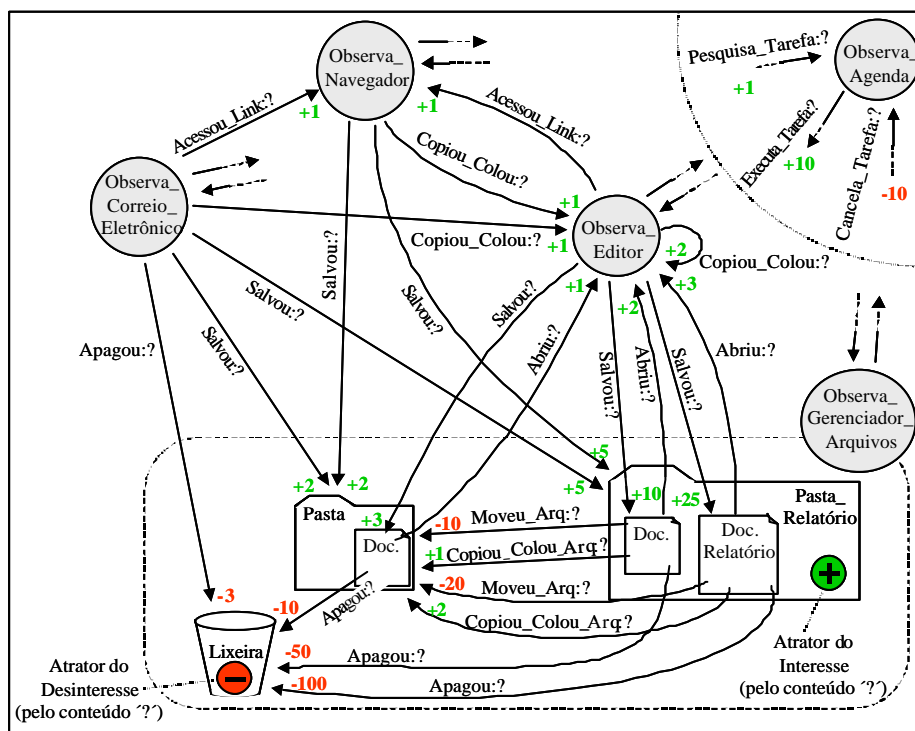 Observa_
Navegador
Pesquisa_Tarefa:?
Observa_
Agenda
+1
Executa_Tarefa:?
+10
Cancela_Tarefa:?
-10
Acessou_Link:?
+1
+1
Acessou_Link:?
Copiou_Colou:?
Observa_
Correio_
Eletrônico
+1
Observa_
Editor
Copiou_Colou:?
+1
+2
Copiou_Colou:?
+1
+2
+3
Salvou:?
Salvou:?
Salvou:?
Salvou:?
Abriu:?
Salvou:?
Abriu:?
Salvou:?
Abriu:?
Apagou:?
Salvou:?
Observa_
Gerenciador_
Arquivos
+2
+2
+5
+5
Pasta
+3
Doc.
-10
Moveu_Arq:?
+10
+25
Pasta_
Relatório
Doc.
Doc.
Relatório
+1
Copiou_Colou_Arq:?
-20
Moveu_Arq:?
+2
Copiou_Colou_Arq:?
Apagou:?
-3
-10
Lixeira
-50
Apagou:?
-100
Apagou:?
Atrator do
Desinteresse
(pelo conteúdo ´?´)
Atrator do
Interesse
(pelo conteúdo ´?´)